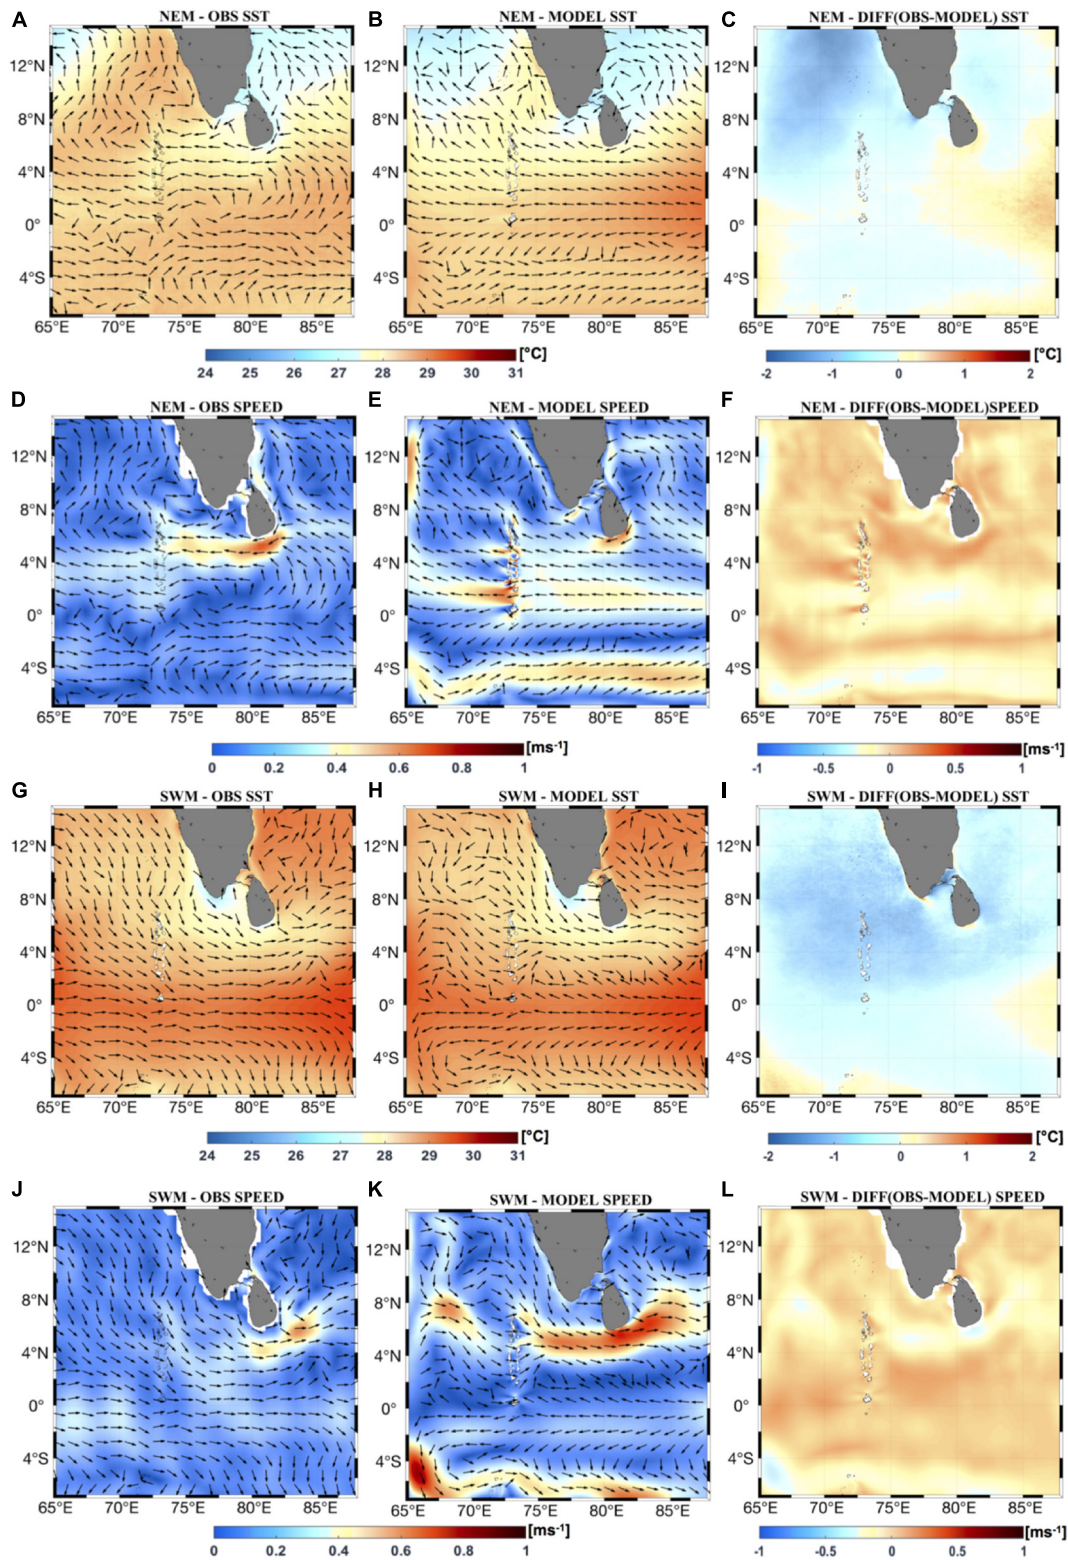 A NEM - OBS SST B NEM - MODEL SST C NEM - DIFF(OBS-MODEL) SST
12°N 12°N 12°N
8°N 8°N 8°N
4°N 4°N 4°N
0° 0° 0°
4°S 4°S 4°S
65°E 70°E 75°E 80°E 85°E 65°E 70°E 75°E 80°E 85°E 65°E 70°E 75°E 80°E 85°E
[°C] [°C]
24 25 26 27 28 29 30 31 -2 -1 0 1 2
D NEM - OBS SPEED E NEM - MODEL SPEED F NEM - DIFF(OBS-MODEL)SPEED
12°N 12°N 12°N
8°N 8°N 8°N
4°N 4°N 4°N
0° 0° 0°
4°S 4°S 4°S
65°E 70°E 75°E 80°E 85°E 65°E 70°E 75°E 80°E 85°E 65°E 70°E 75°E 80°E 85°E
[ms-1] [ms-1]
0 0.2 0.4 0.6 0.8 1 -1 -0.5 0 0.5 1
G SWM - OBS SST H SWM - MODEL SST I SWM - DIFF(OBS-MODEL) SST
12°N 12°N 12°N
8°N 8°N 8°N
4°N 4°N 4°N
0° 0° 0°
4°S 4°S 4°S
65°E 70°E 75°E 80°E 85°E 65°E 70°E 75°E 80°E 85°E 65°E 70°E 75°E 80°E 85°E
[°C] [°C]
24 25 26 27 28 29 30 31 -2 -1 0 1 2
J SWM - OBS SPEED K SWM - MODEL SPEED L SWM - DIFF(OBS-MODEL) SPEED
12°N 12°N 12°N
8°N 8°N 8°N
4°N 4°N 4°N
0° 0° 0°
4°S 4°S 4°S
65°E 70°E 75°E 80°E 85°E 65°E 70°E 75°E 80°E 85°E 65°E 70°E 75°E 80°E 85°E
[ms-1] [ms-1]
0 0.2 0.4 0.6 0.8 1 -1 -0.5 0 0.5 1